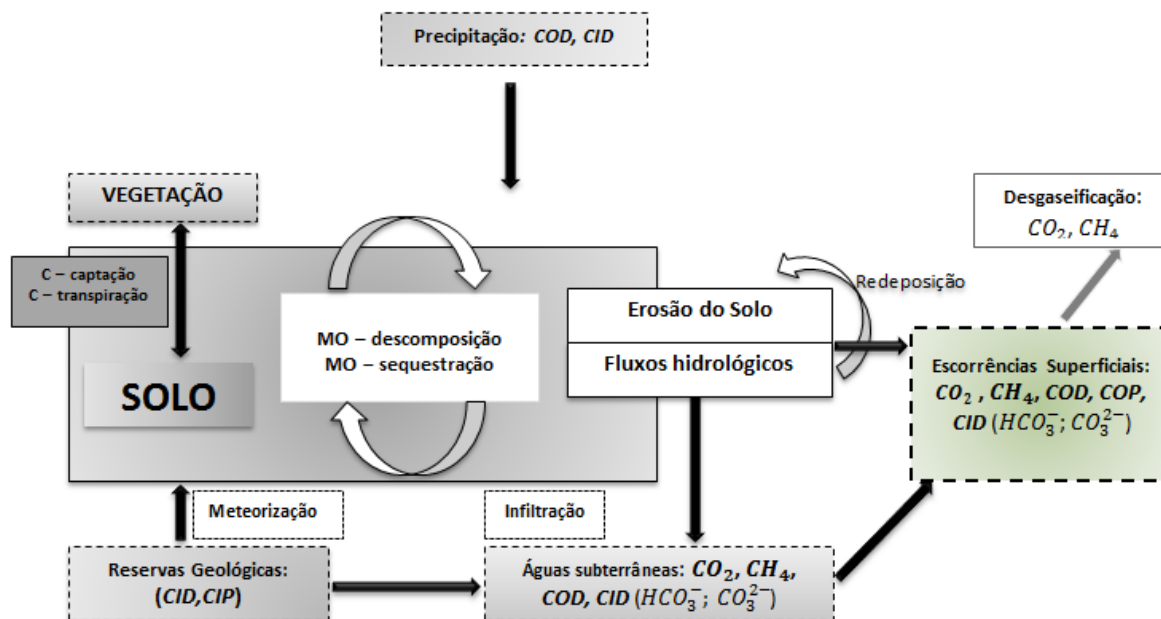 Precipitação: COD, CID
VEGETAÇÃO
C – captação
C – transpiração
SOLO
MO – descomposição
MO – sequestração
Erosão do Solo
Fluxos hidrológicos
Redeposição
Desgaseificação:
CO₂, CH₄
Escorrências Superficiais:
CO₂ , CH₄, COD, COP,
CID (HCO₃⁻; CO₃²⁻)
Meteorização
Infiltração
Reservas Geológicas:
(CID,CIP)
Águas subterrâneas: CO₂, CH₄,
COD, CID (HCO₃⁻; CO₃²⁻)